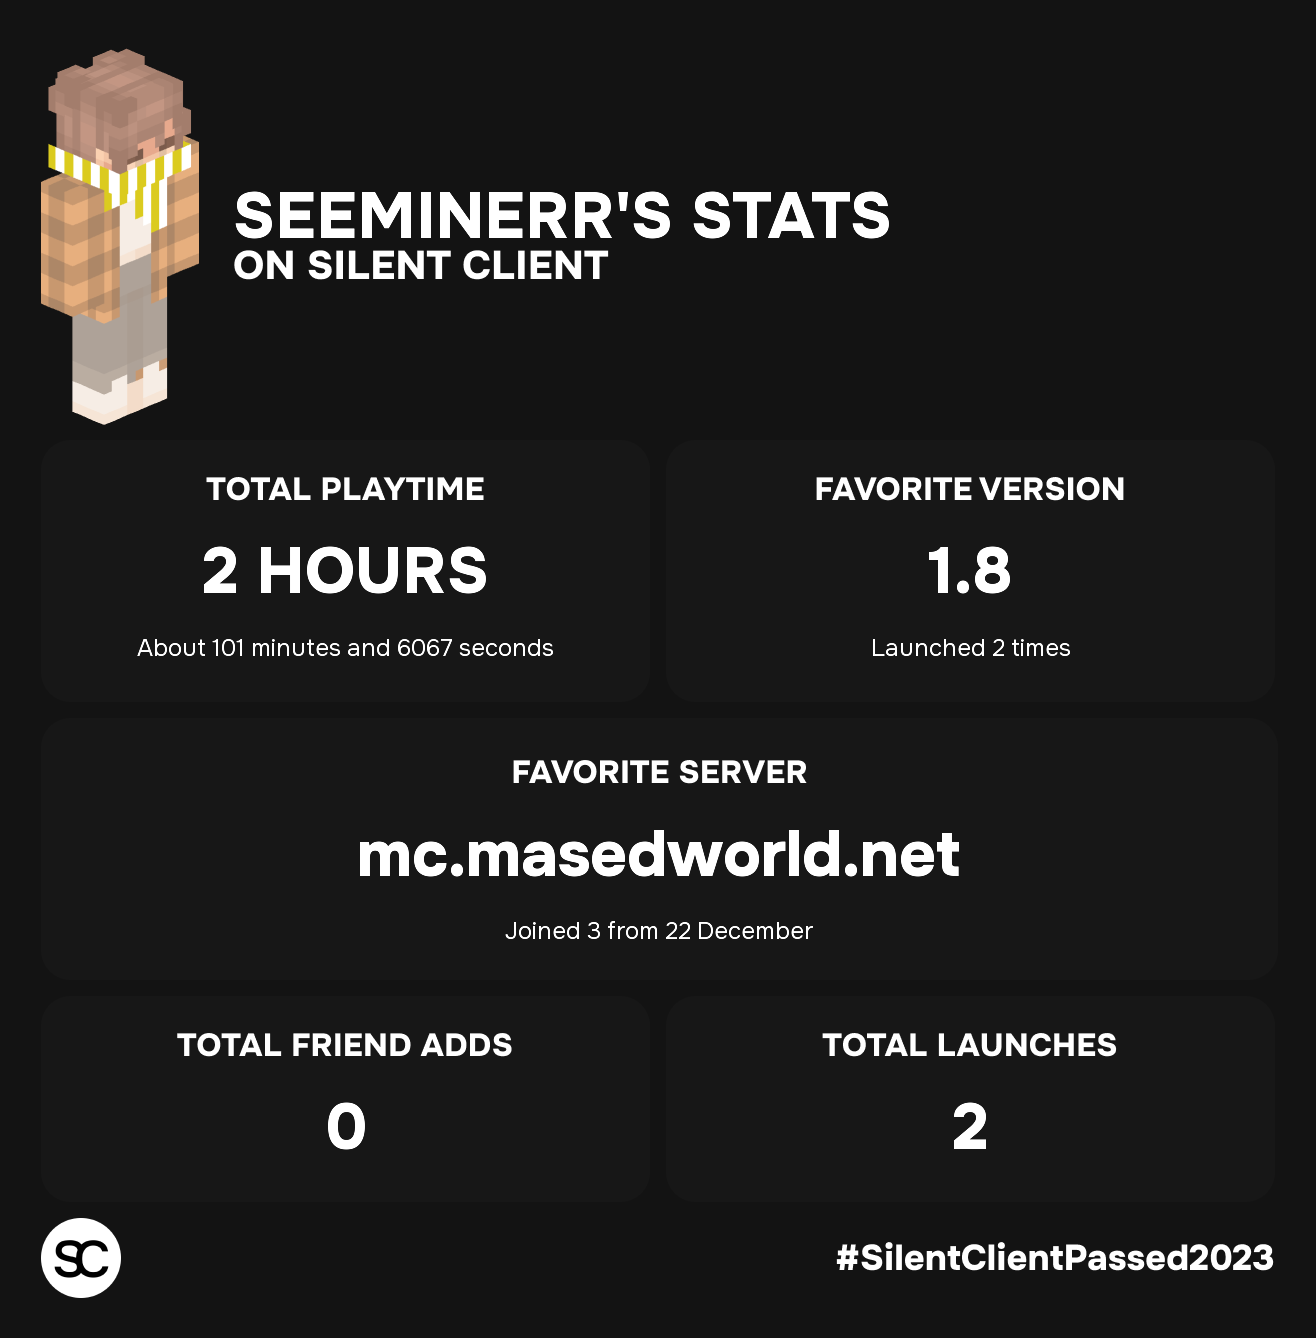 SEEMINERR'S STATS
ON SILENT CLIENT
TOTAL PLAYTIME
2 HOURS
About 101 minutes and 6067 seconds
FAVORITE VERSION
1.8
Launched 2 times
FAVORITE SERVER
mc.masedworld.net
Joined 3 from 22 December
TOTAL FRIEND ADDS
0
TOTAL LAUNCHES
2
SC
#SilentClientPassed2023